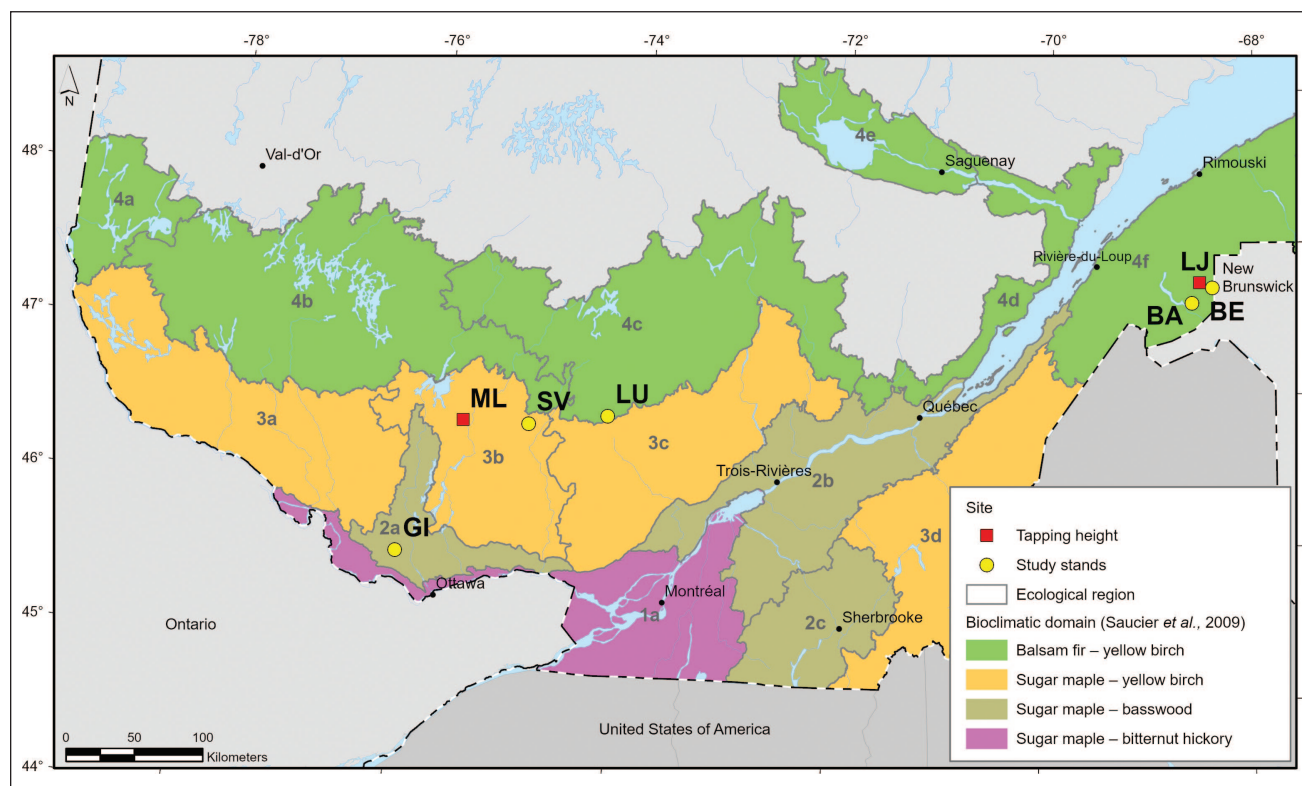 -78° -76° -74° -72° -70° -68°
N
48°
47°
46°
45°
44°
Val-d'Or
4e
Saguenay
Rimouski
4a
4b
4c
4d
Rivière-du-Loup
4f
LJ
New
Brunswick
BA
BE
ML
SV
LU
Québec
3a
3b
3c
Trois-Rivières
2b
2a
GI
3d
Ottawa
Montréal
1a
2c
Sherbrooke
Ontario
United States of America
0 50 100
Kilometers
Site
Tapping height
Study stands
Ecological region
Bioclimatic domain (Saucier et al., 2009)
Balsam fir – yellow birch
Sugar maple – yellow birch
Sugar maple – basswood
Sugar maple – bitternut hickory